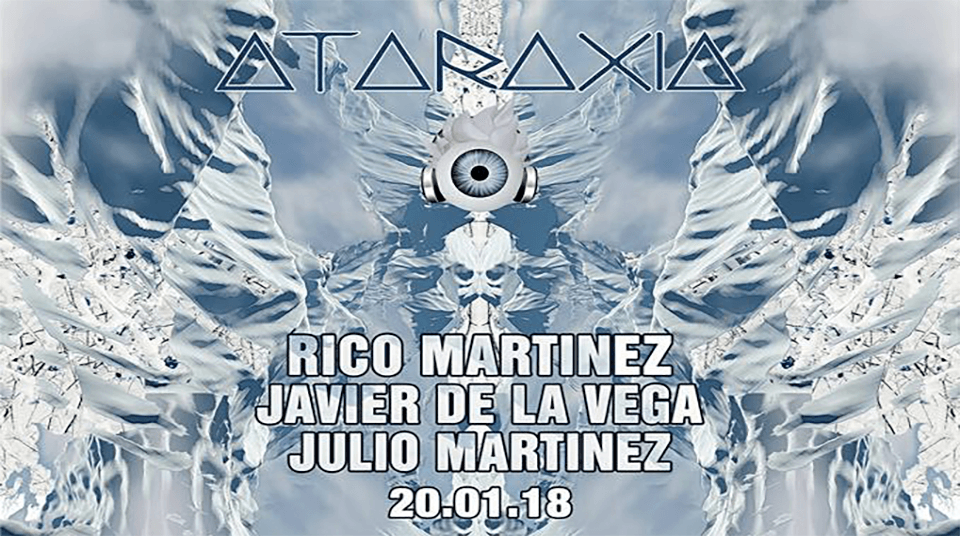 ATARAXIA
RICO MARTINEZ
JAVIER DE LA VEGA
JULIO MARTINEZ
20.01.18